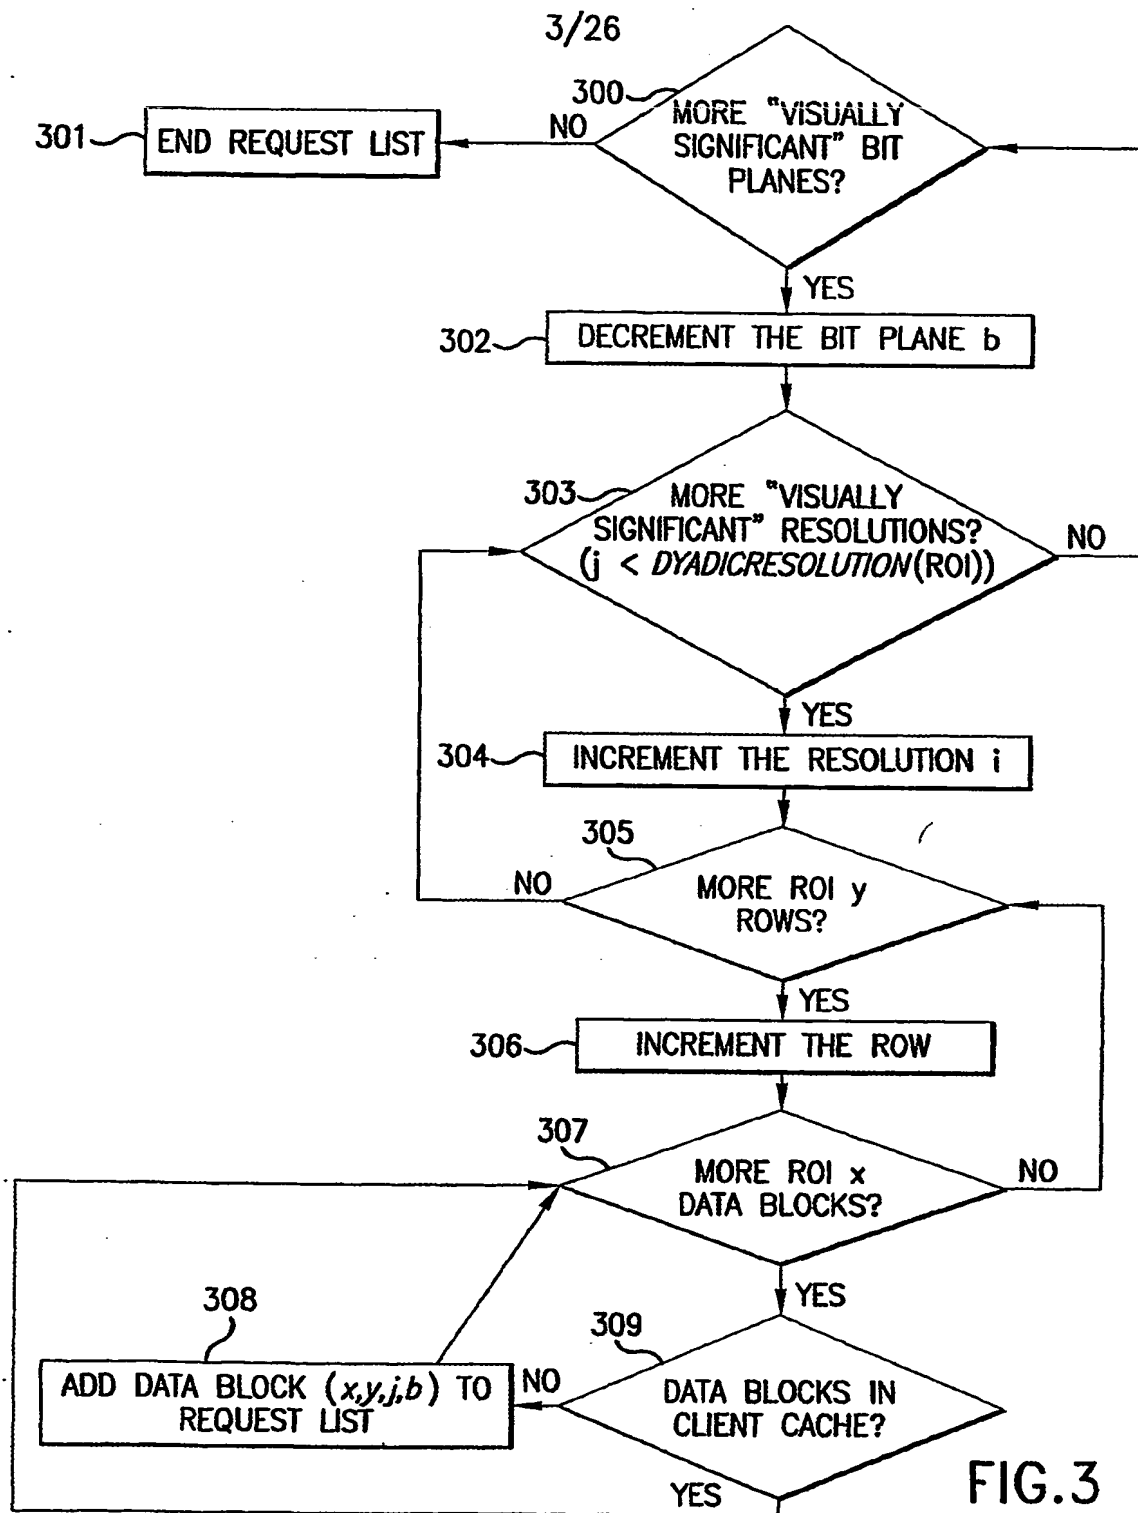 3/26
300
MORE "VISUALLY
SIGNIFICANT" BIT
PLANES?
NO
301
END REQUEST LIST
YES
302
DECREMENT THE BIT PLANE b
303
MORE "VISUALLY
SIGNIFICANT" RESOLUTIONS?
(j < DYADICRESOLUTION(ROI))
NO
YES
304
INCREMENT THE RESOLUTION i
305
MORE ROI y
ROWS?
NO
YES
306
INCREMENT THE ROW
307
MORE ROI x
DATA BLOCKS?
NO
YES
308
ADD DATA BLOCK (x,y,j,b) TO
REQUEST LIST
NO
309
DATA BLOCKS IN
CLIENT CACHE?
YES
FIG.3